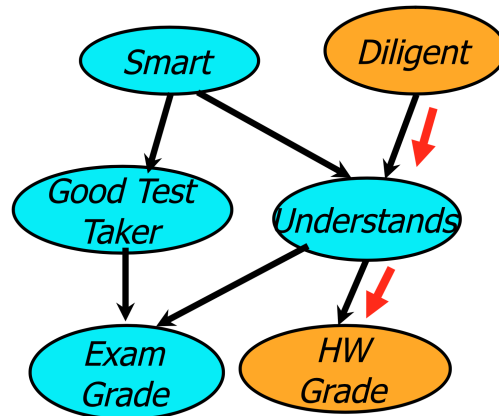 Smart
Diligent
Good Test
Taker
Understands
Exam
Grade
HW
Grade